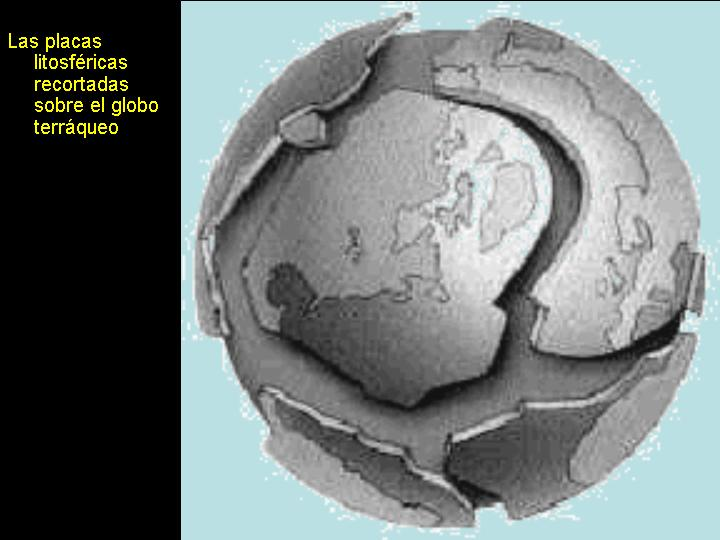 Las placas
litosféricas
recortadas
sobre el globo
terráqueo